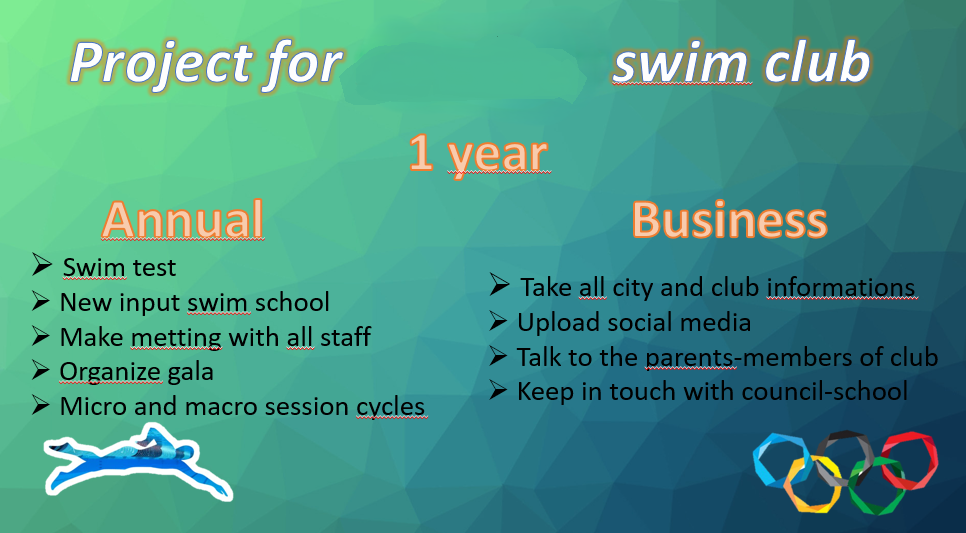 Project for swim club
1 year
Annual
Swim test
New input swim school
Make metting with all staff
Organize gala
Micro and macro session cycles
Business
Take all city and club informations
Upload social media
Talk to the parents-members of club
Keep in touch with council-school